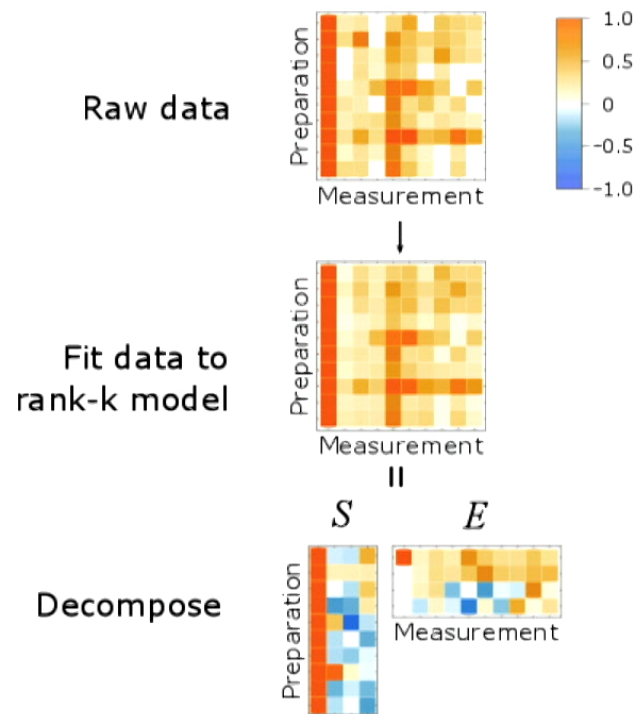 Raw data
Preparation
Measurement
1.0
0.5
0
-0.5
-1.0
Fit data to
rank-k model
Preparation
Measurement
=
S
E
Decompose
Preparation
Measurement